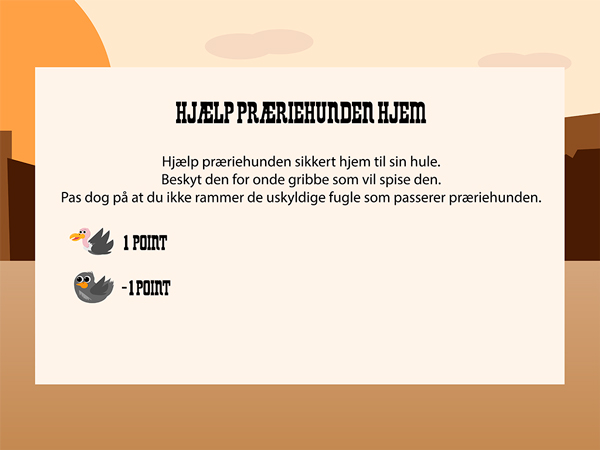 HJÆLP PRÆRIEHUNDEN HJEM
Hjælp præriehunden sikkert hjem til sin hule.
Beskyt den for onde gribbe som vil spise den.
Pas dog på at du ikke rammer de uskyldige fugle som passerer præriehunden.
1 POINT
-1 POINT